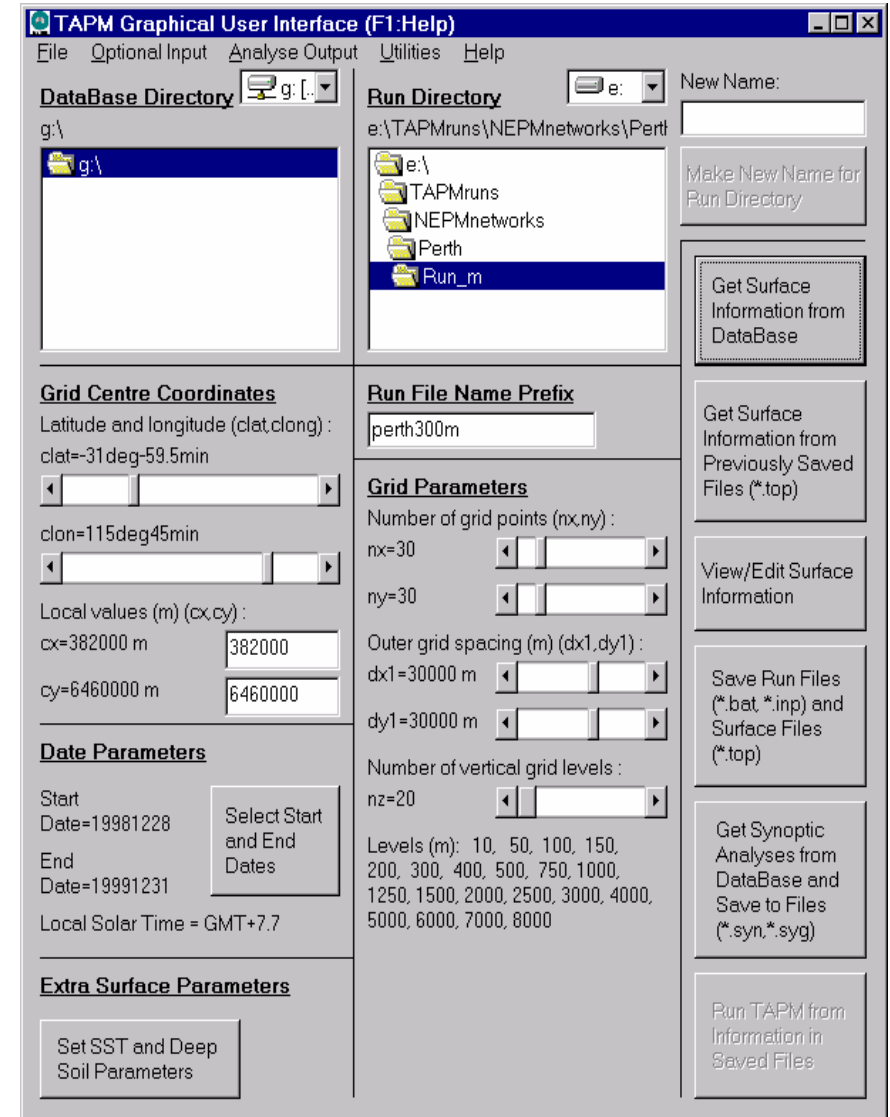 TAPM Graphical User Interface (F1:Help)
File Optional Input Analyse Output Utilities Help
DataBase Directory
g: [..
g:\
g:\
Run Directory
e:
e:\TAPMruns\NEPMnetworks\Perth
e:\
TAPMruns
NEPMnetworks
Perth
Run_m
New Name:
Make New Name for
Run Directory
Grid Centre Coordinates
Latitude and longitude (clat,clong) :
clat=-31deg-59.5min
clon=115deg45min
Local values (m) (cx,cy) :
cx=382000 m
382000
cy=6460000 m
6460000
Date Parameters
Start
Date=19981228
End
Date=19991231
Select Start
and End
Dates
Local Solar Time = GMT+7.7
Extra Surface Parameters
Set SST and Deep
Soil Parameters
Run File Name Prefix
perth300m
Grid Parameters
Number of grid points (nx,ny) :
nx=30
ny=30
Outer grid spacing (m) (dx1,dy1) :
dx1=30000 m
dy1=30000 m
Number of vertical grid levels :
nz=20
Levels (m): 10, 50, 100, 150,
200, 300, 400, 500, 750, 1000,
1250, 1500, 2000, 2500, 3000, 4000,
5000, 6000, 7000, 8000
Get Surface
Information from
DataBase
Get Surface
Information from
Previously Saved
Files (*.top)
View/Edit Surface
Information
Save Run Files
(*.bat, *.inp) and
Surface Files
(*.top)
Get Synoptic
Analyses from
DataBase and
Save to Files
(*.syn,*.syg)
Run TAPM from
Information in
Saved Files